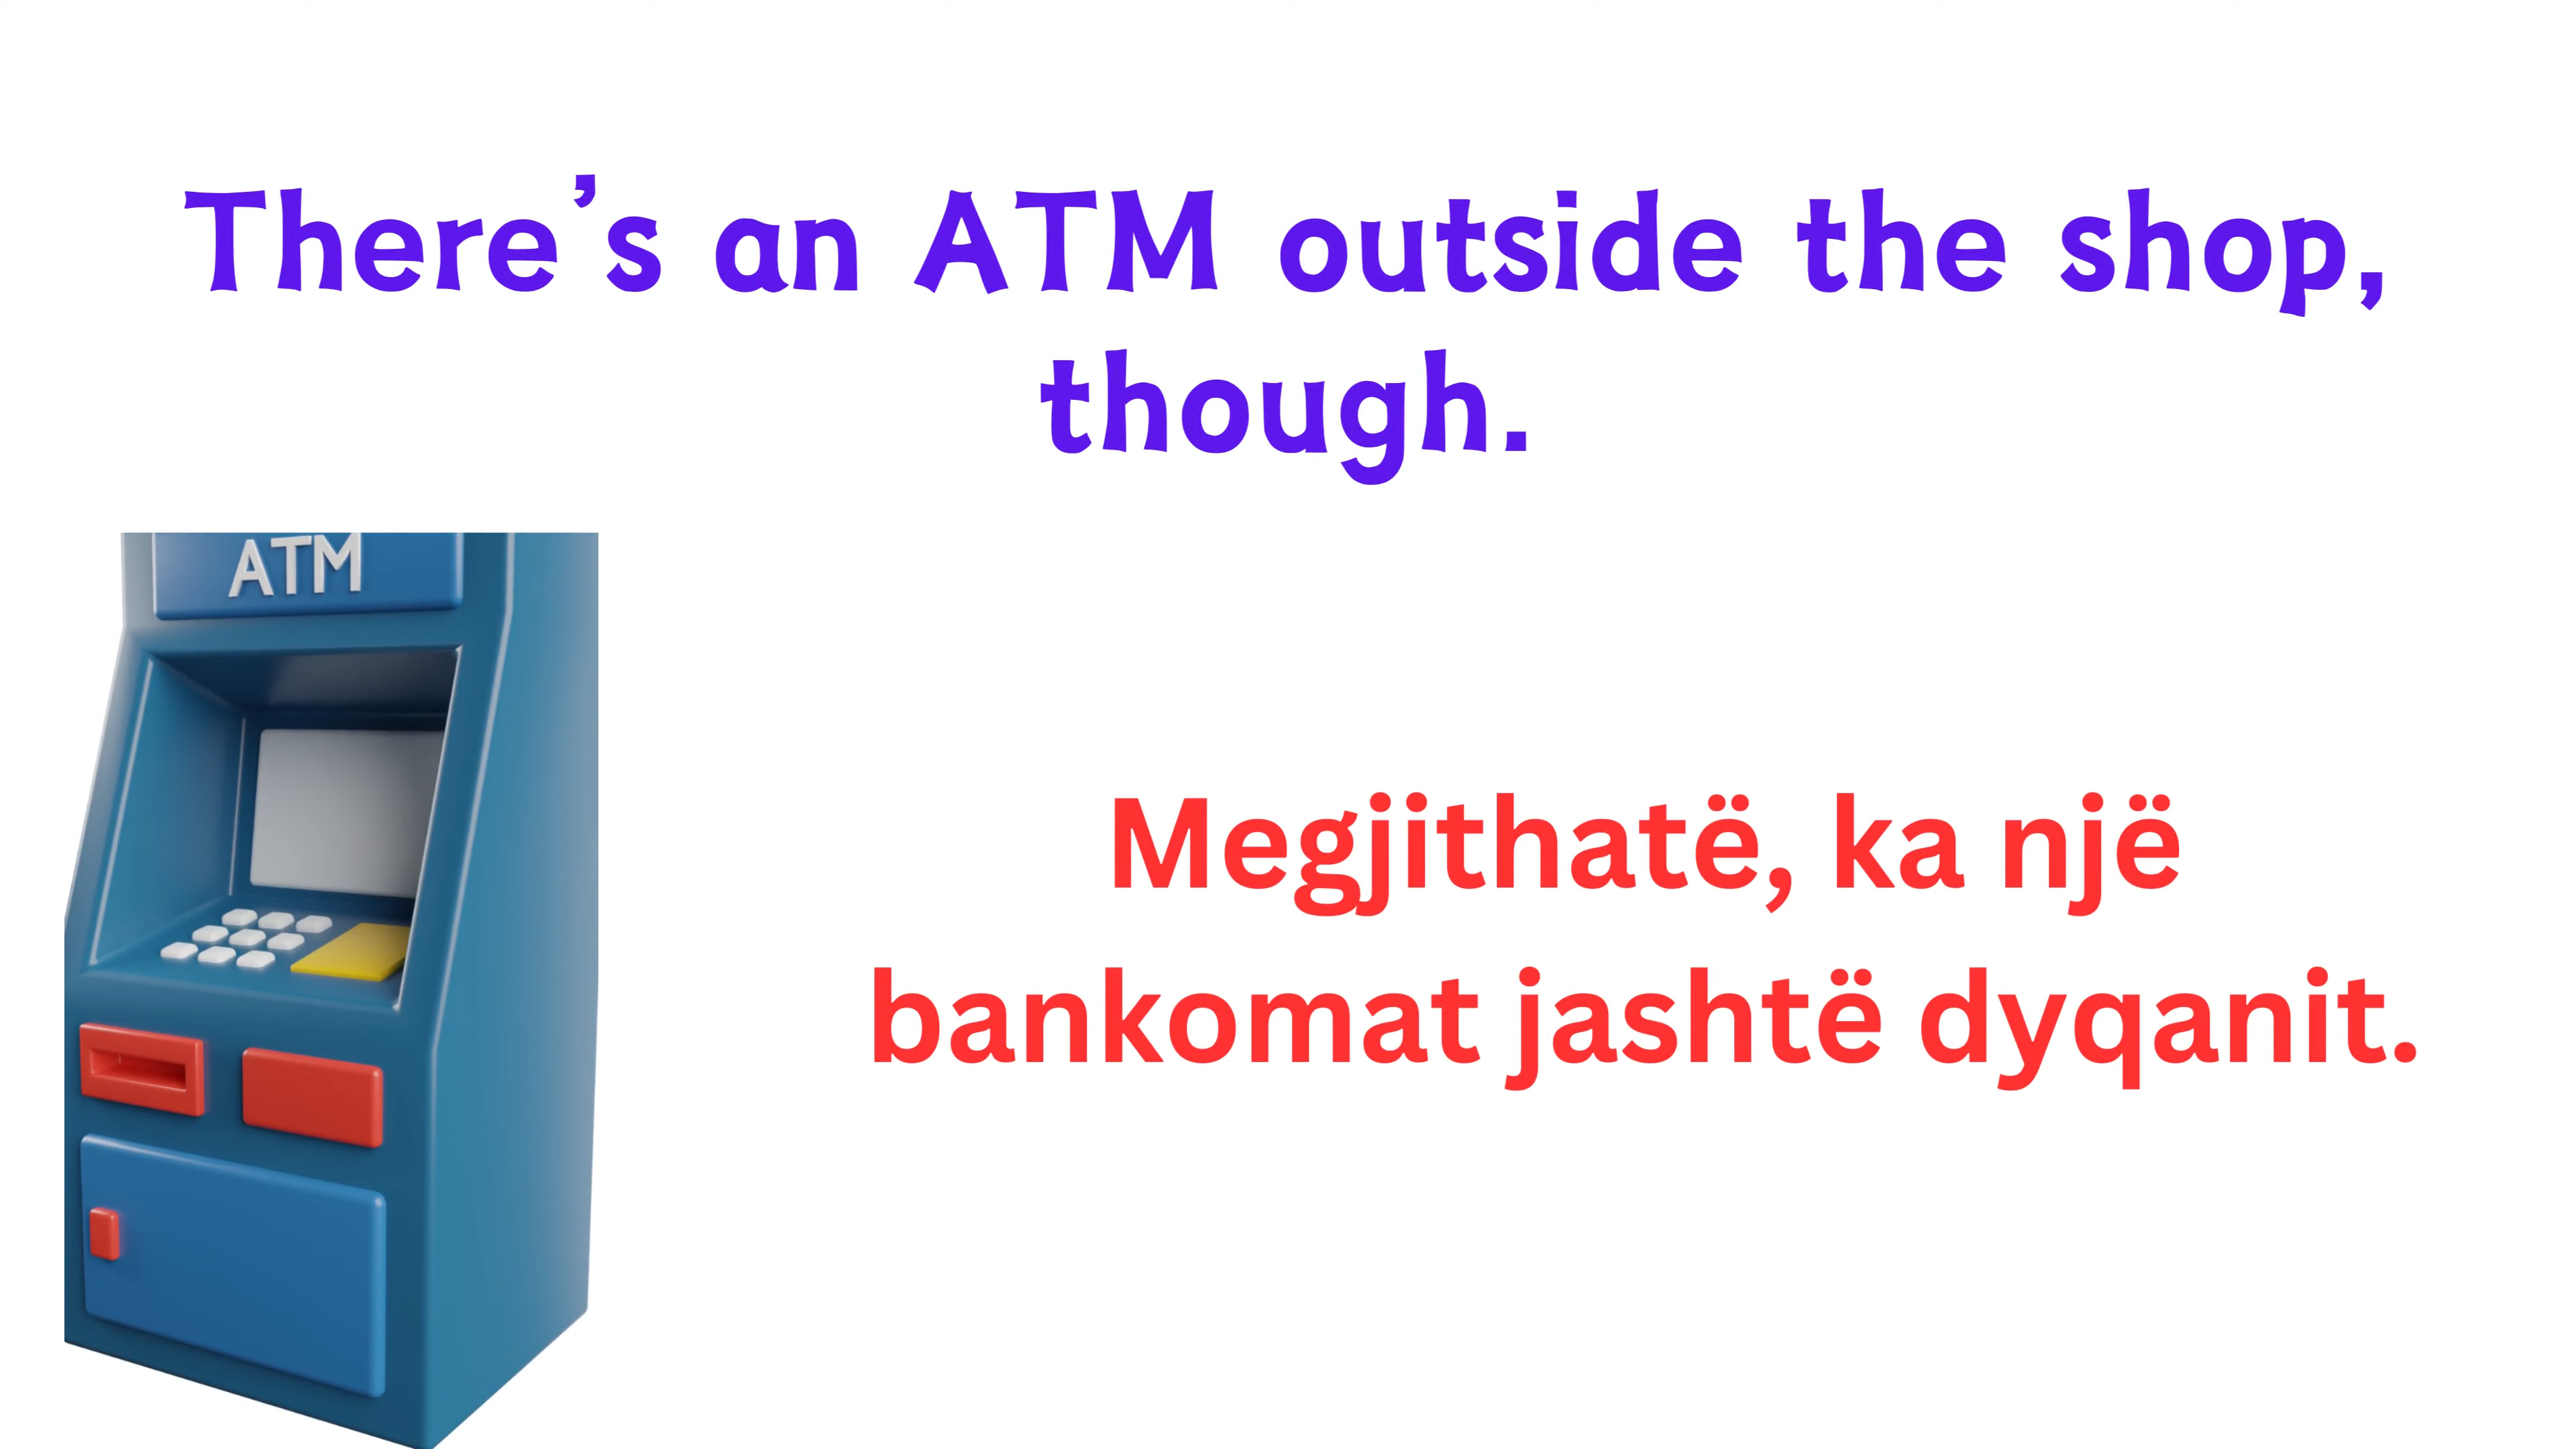 There’s an ATM outside the shop,
though.
ATM
Megjithatë, ka një
bankomat jashtë dyqanit.